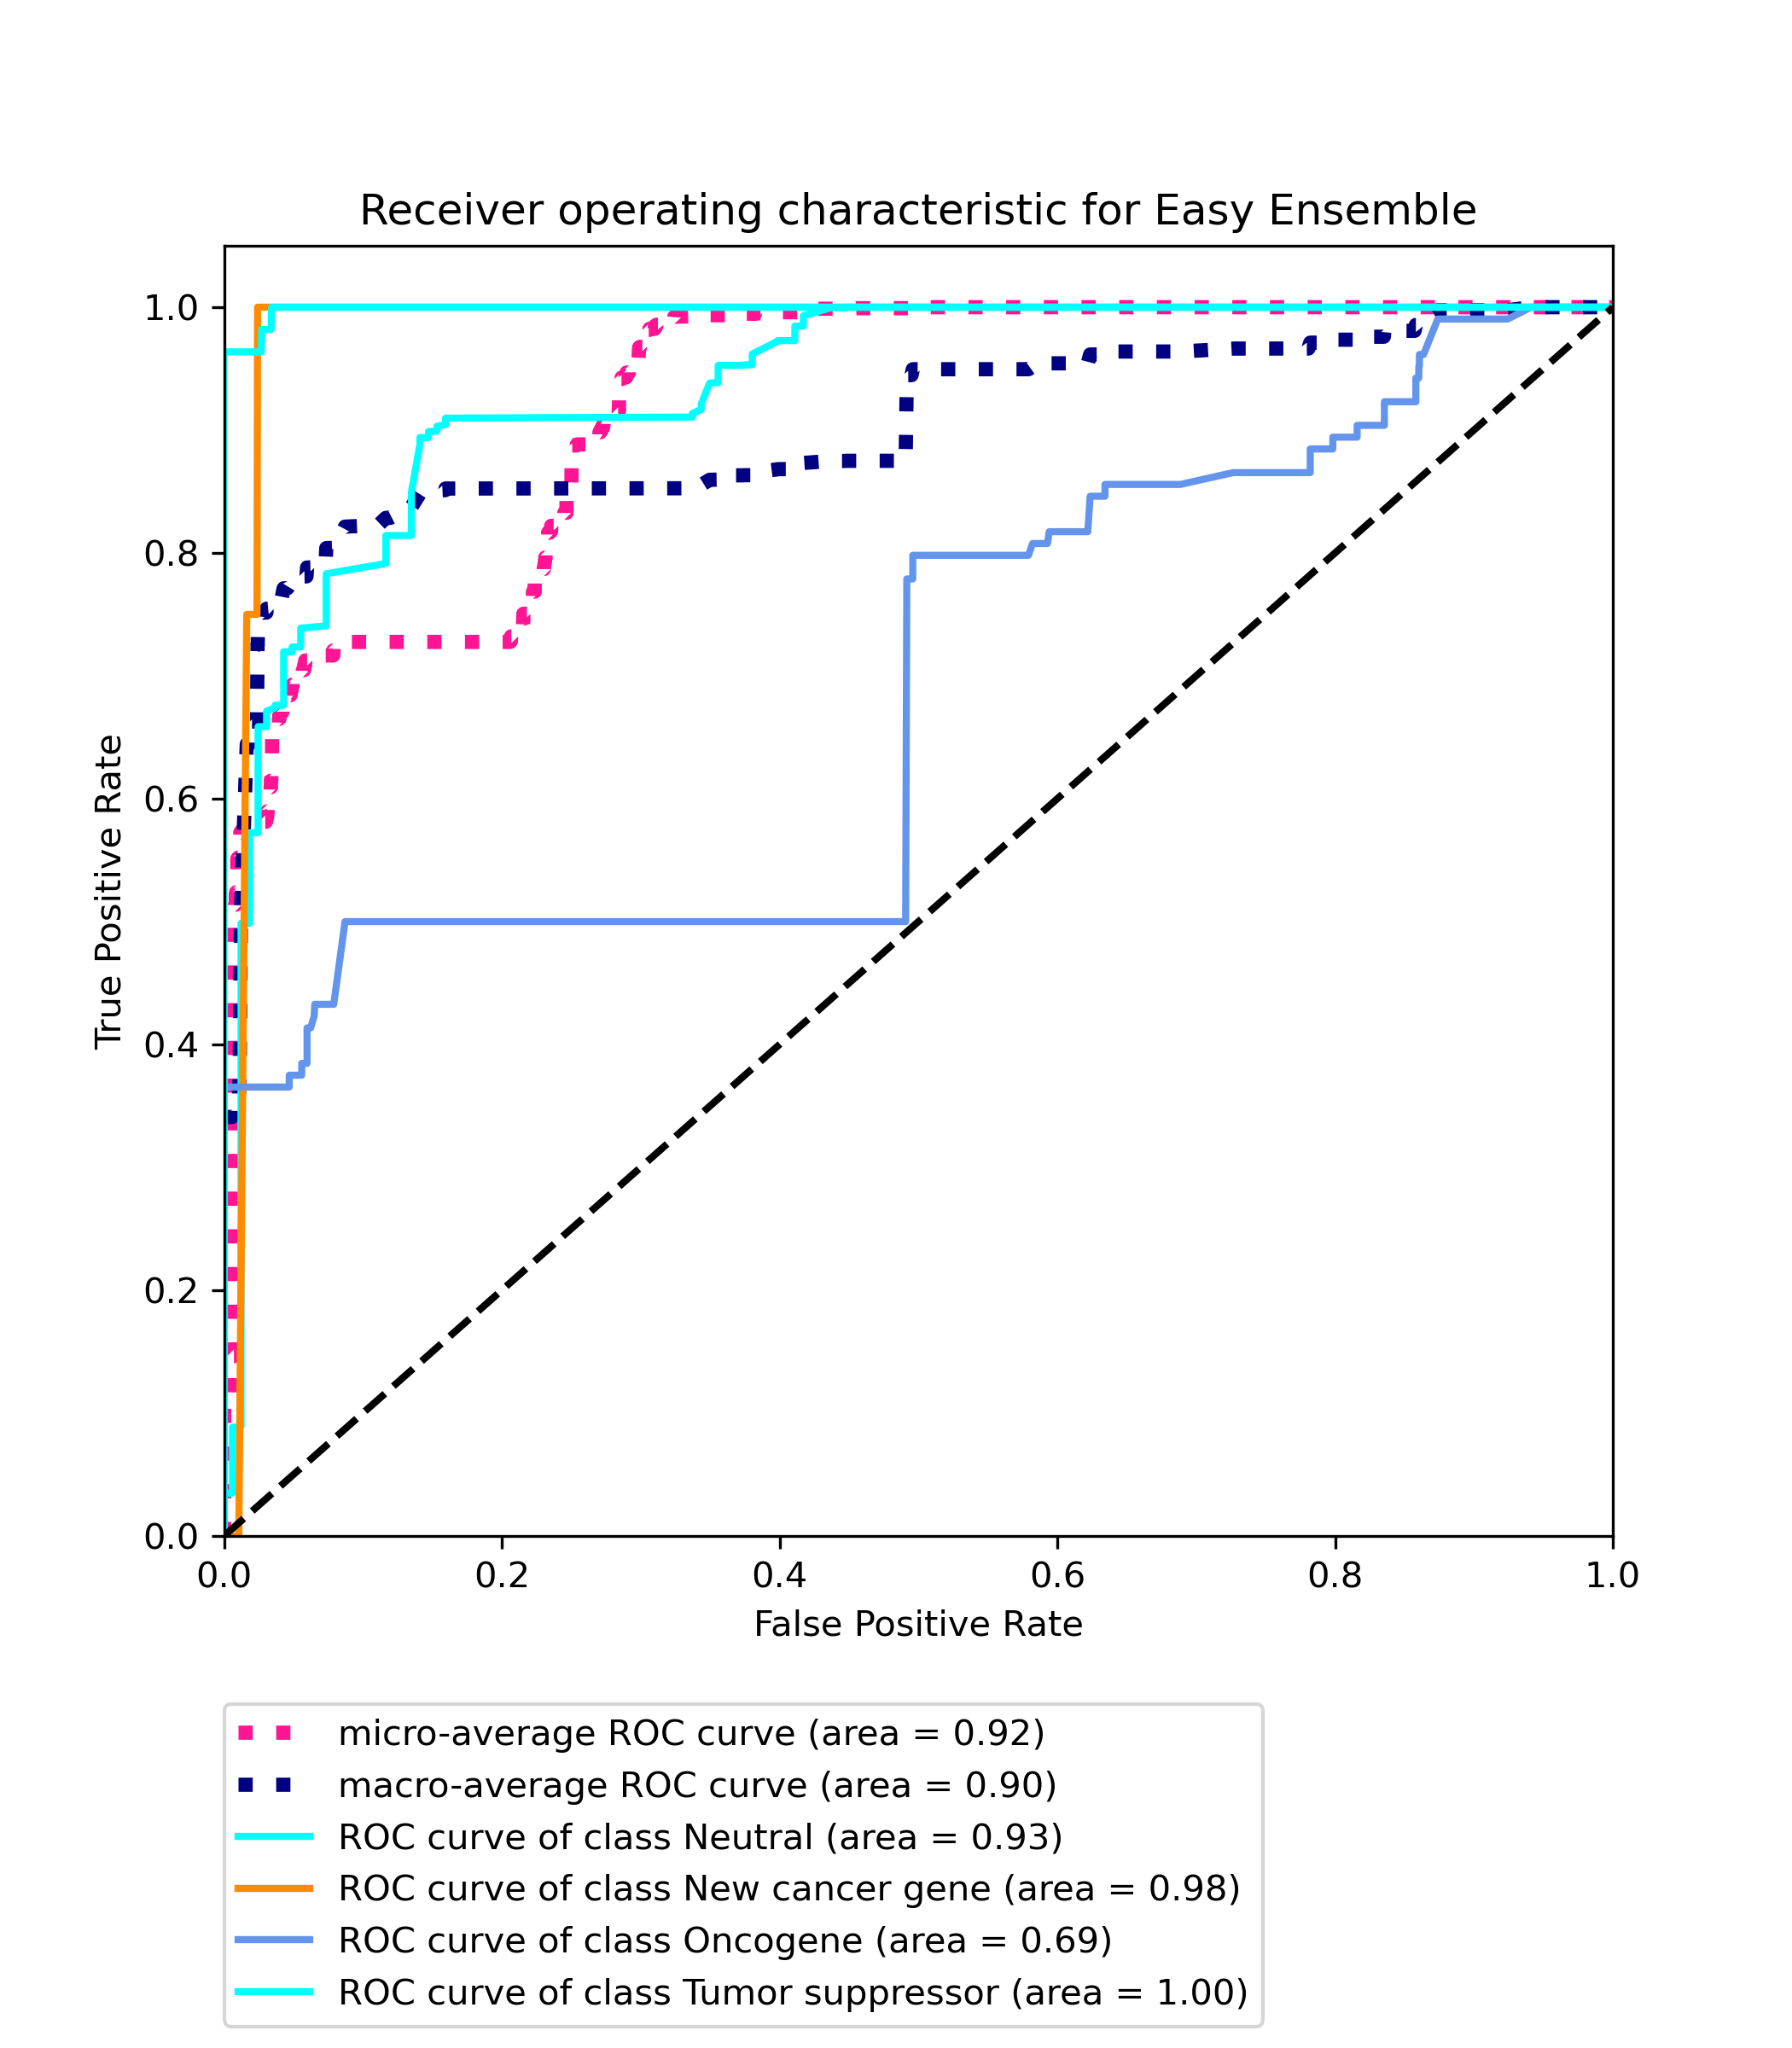 Receiver operating characteristic for Easy Ensemble
1.0
0.8
0.6
0.4
0.2
0.0
True Positive Rate
0.0 0.2 0.4 0.6 0.8 1.0
False Positive Rate
micro-average ROC curve (area = 0.92)
macro-average ROC curve (area = 0.90)
ROC curve of class Neutral (area = 0.93)
ROC curve of class New cancer gene (area = 0.98)
ROC curve of class Oncogene (area = 0.69)
ROC curve of class Tumor suppressor (area = 1.00)